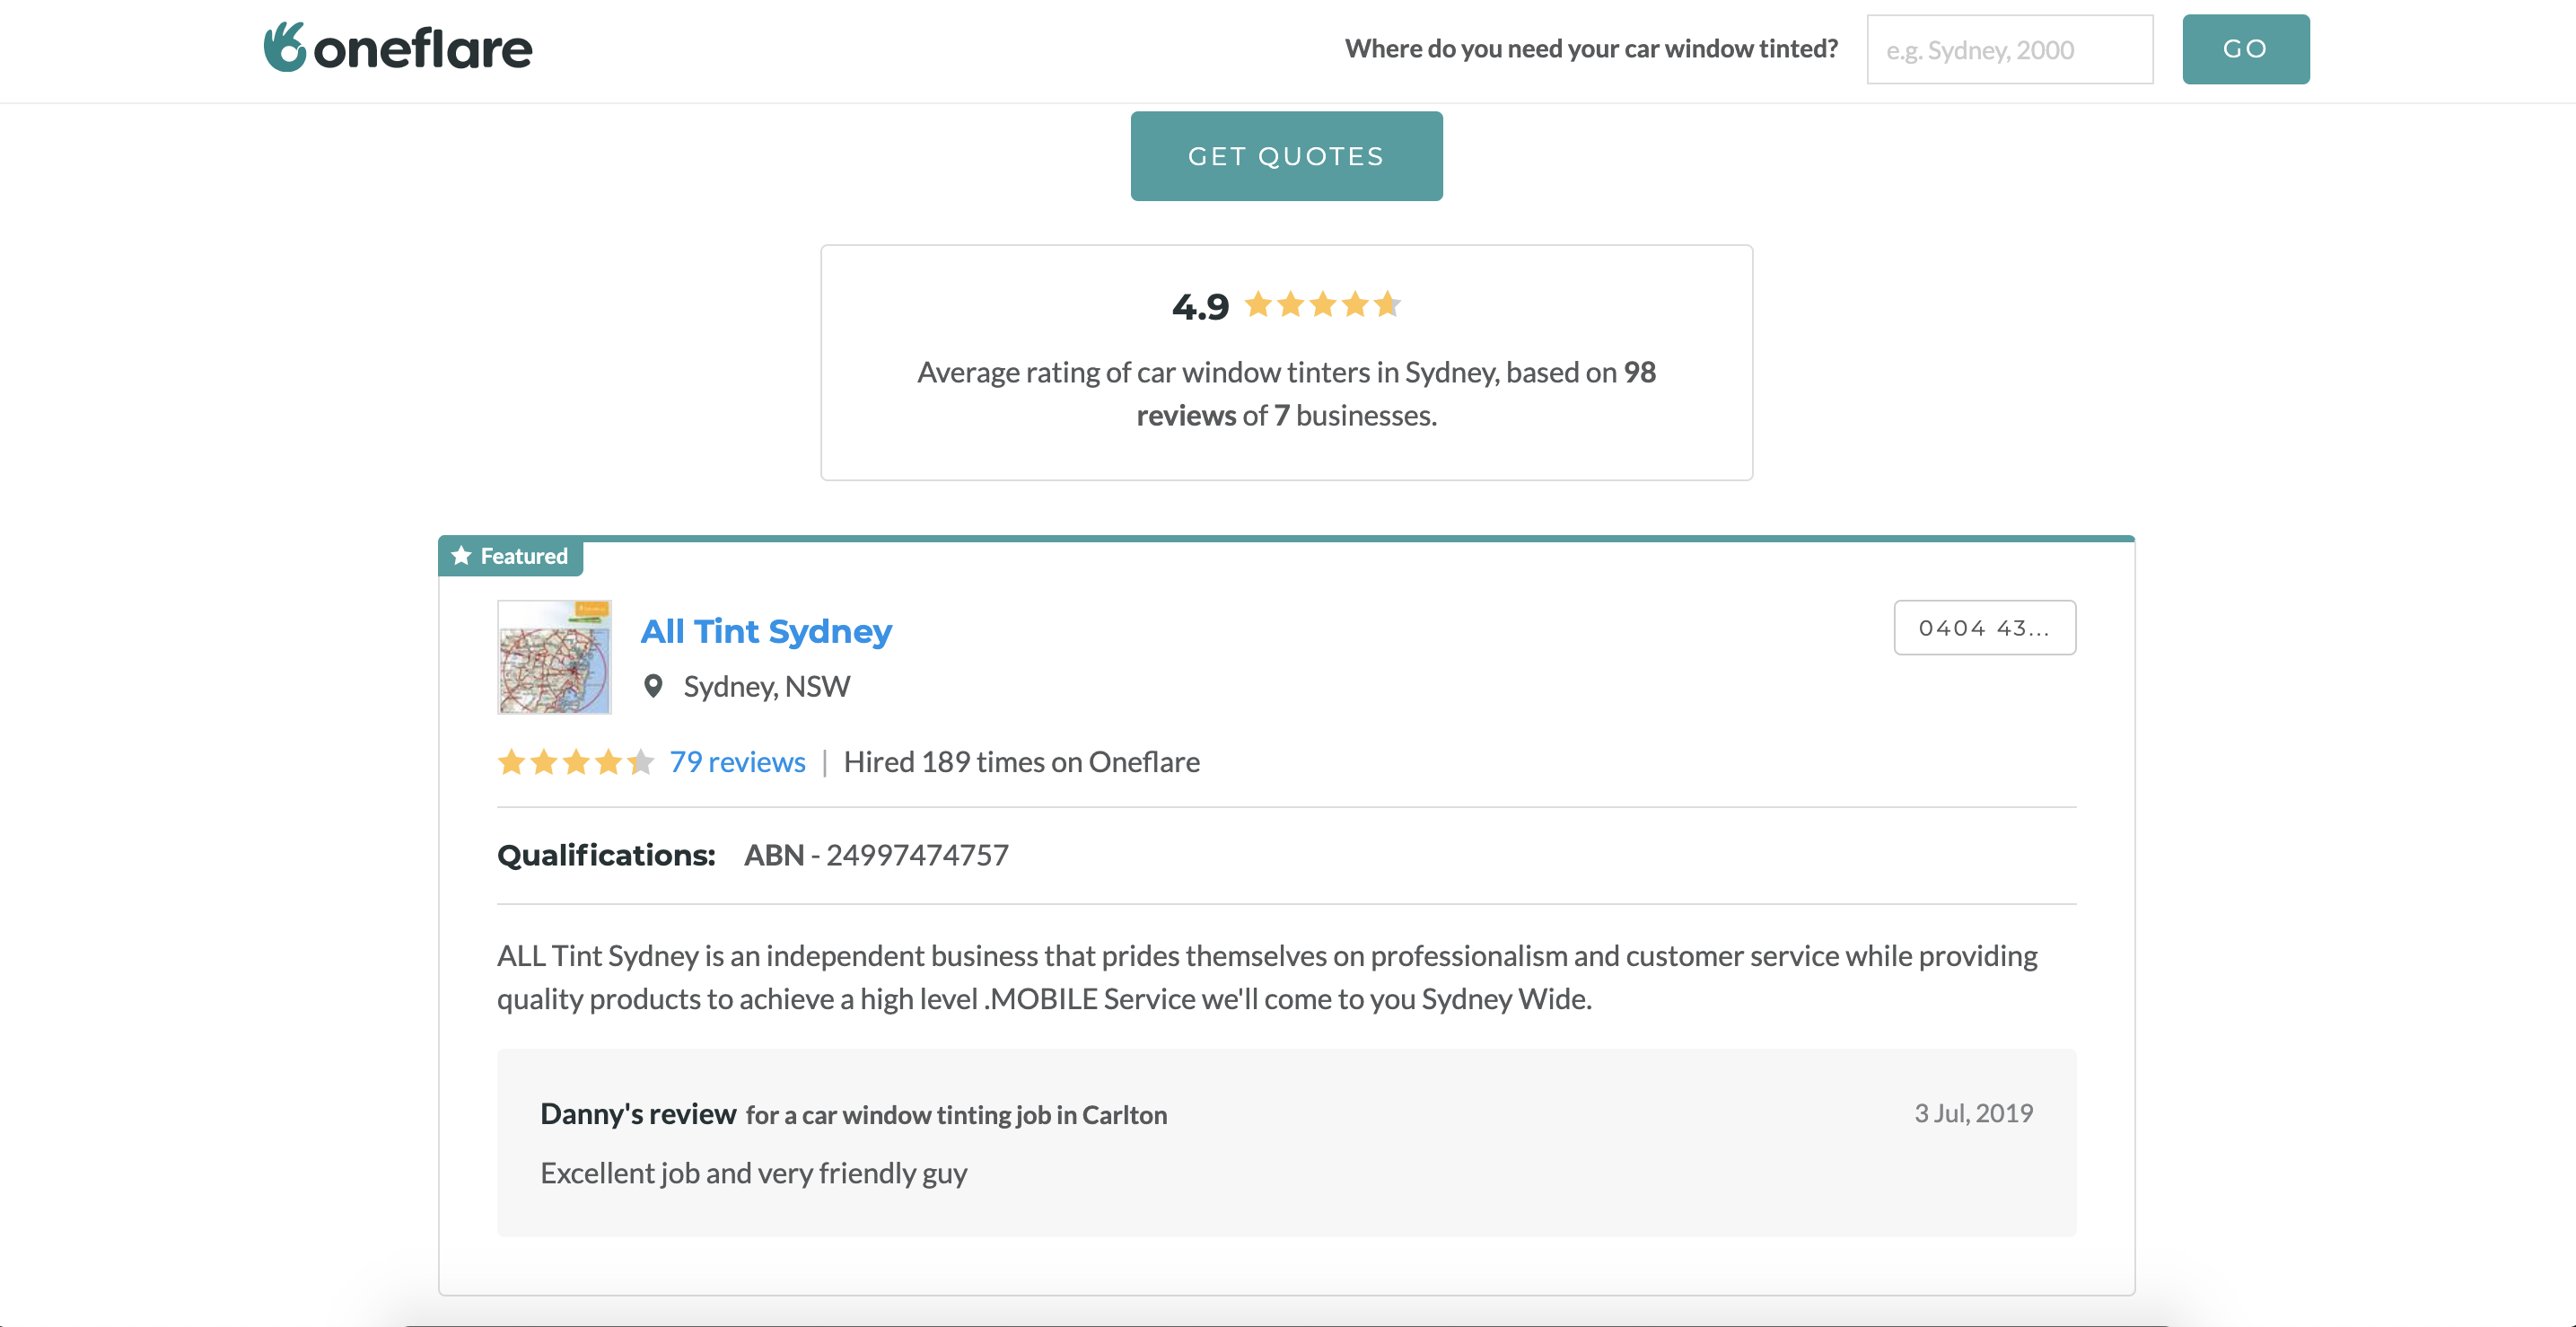 oneflare
Where do you need your car window tinted?
e.g. Sydney, 2000
GO
GET QUOTES
4.9
Average rating of car window tinters in Sydney, based on 98
reviews of 7 businesses.
Featured
All Tint Sydney
0404 43...
Sydney, NSW
79 reviews | Hired 189 times on Oneflare
Qualifications: ABN - 24997474757
ALL Tint Sydney is an independent business that prides themselves on professionalism and customer service while providing
quality products to achieve a high level .MOBILE Service we'll come to you Sydney Wide.
Danny's review for a car window tinting job in Carlton
3 Jul, 2019
Excellent job and very friendly guy